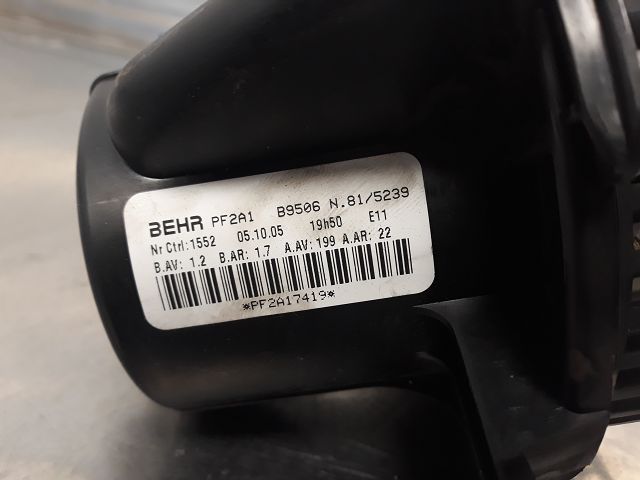 BEHR PF2A1 B9506 N.81/5239
Nr Ctrl:1552 05.10.05 19h50 E11
B.AV: 1.2 B.AR: 1.7 A.AV: 199 A.AR: 22
*PF2A17419*